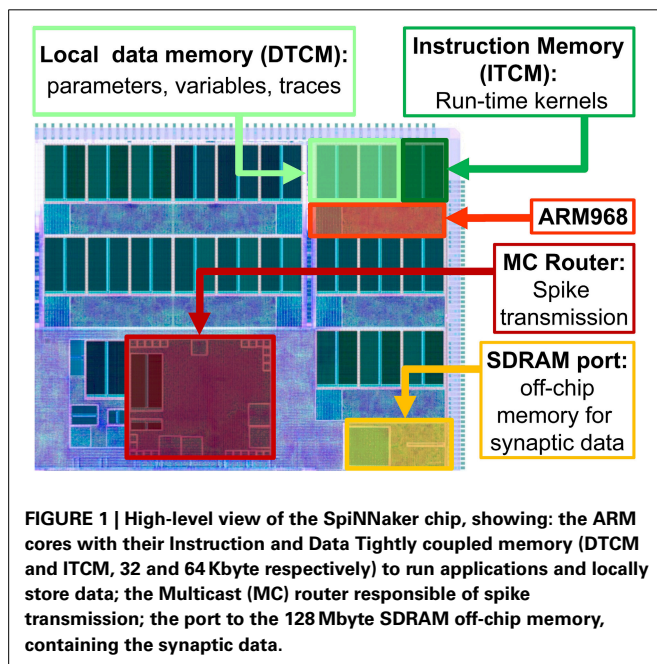 Local data memory (DTCM):
parameters, variables, traces
Instruction Memory
(ITCM):
Run-time kernels
ARM968
MC Router:
Spike
transmission
SDRAM port:
off-chip
memory for
synaptic data
FIGURE 1 | High-level view of the SpiNNaker chip, showing: the ARM
cores with their Instruction and Data Tightly coupled memory (DTCM
and ITCM, 32 and 64 Kbyte respectively) to run applications and locally
store data; the Multicast (MC) router responsible of spike
transmission; the port to the 128 Mbyte SDRAM off-chip memory,
containing the synaptic data.